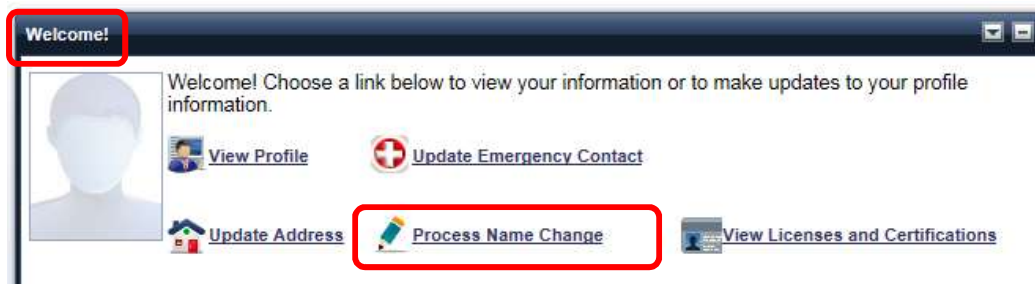 Welcome!
Welcome! Choose a link below to view your information or to make updates to your profile
information.
View Profile
Update Emergency Contact
Update Address
Process Name Change
View Licenses and Certifications